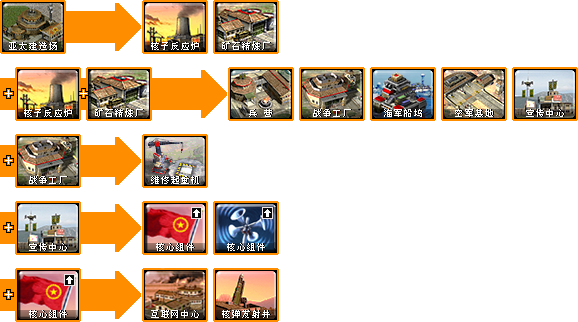 亚太建造场 核子反应炉 矿石精炼厂
核子反应炉 矿石精炼厂 兵营 战争工厂 海军船坞 空军基地 宣传中心
战争工厂 维修起重机
宣传中心 核心组件 核心组件
核心组件 互联网中心 核弹发射井